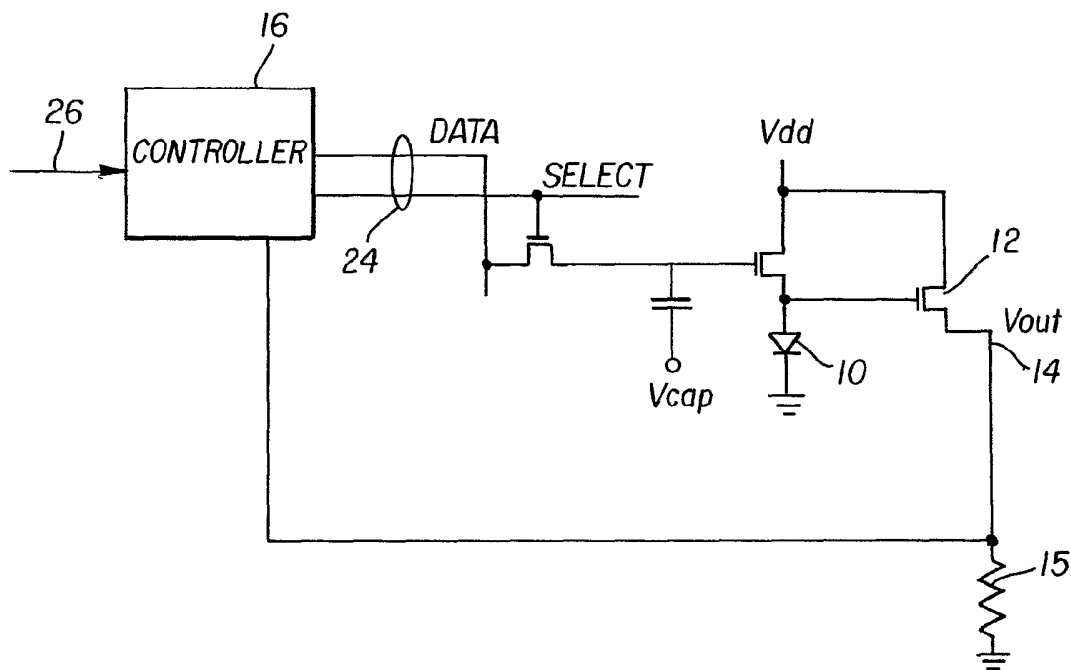 16
26
CONTROLLER
DATA
SELECT
24
Vdd
12
Vout
14
10
Vcap
15